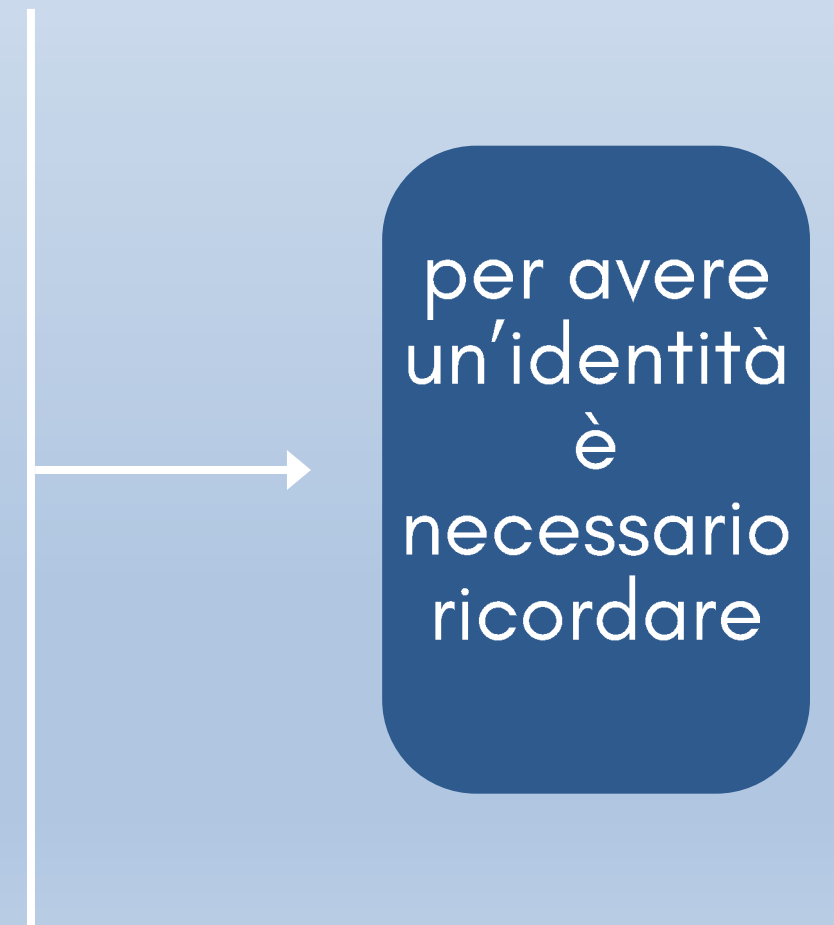 per avere
un’identità
è
necessario
ricordare